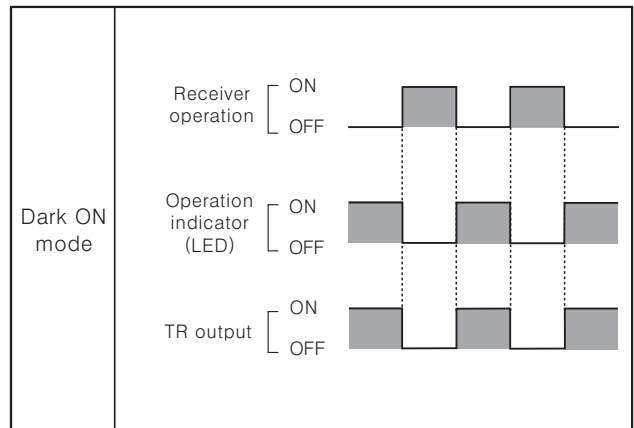 Dark ON
mode
Receiver
operation
ON
OFF
Operation
indicator
(LED)
ON
OFF
TR output
ON
OFF